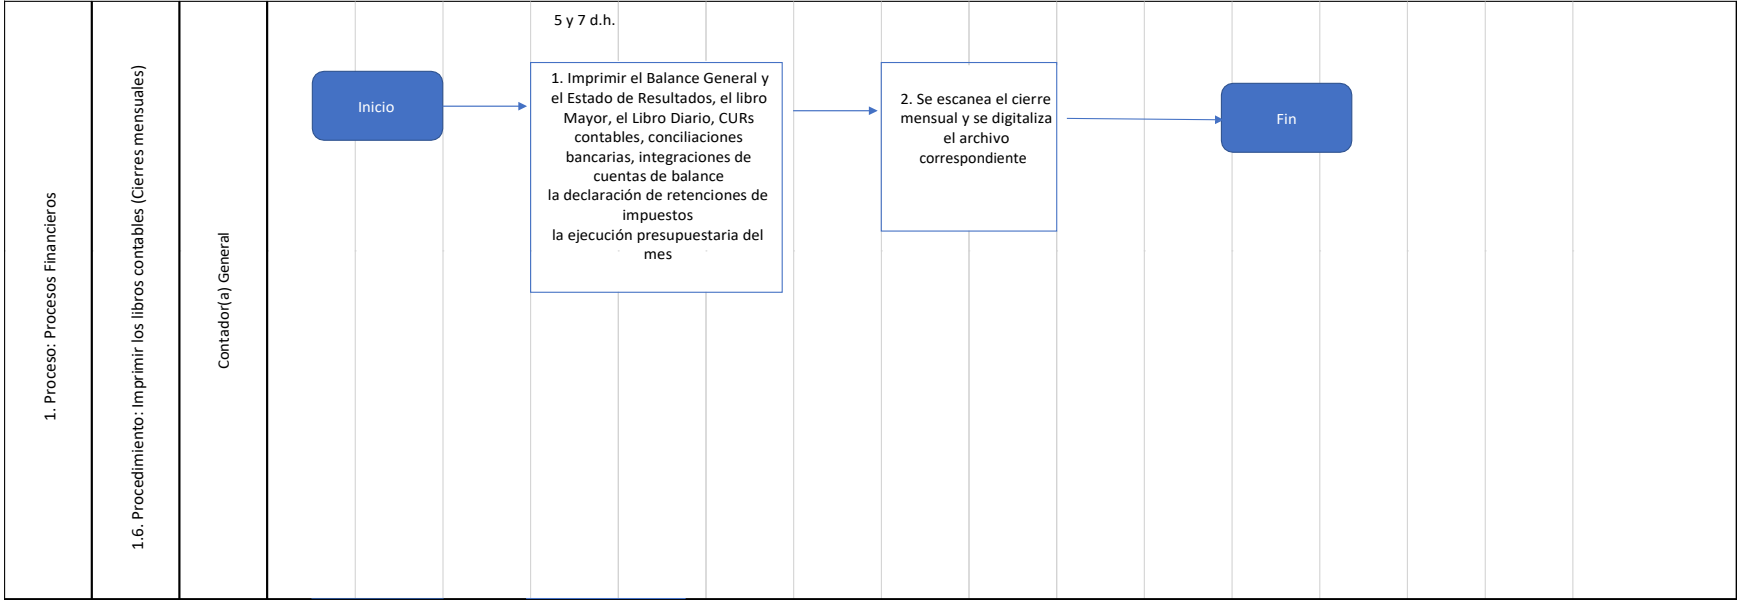 1. Proceso: Procesos Financieros
1.6. Procedimiento: Imprimir los libros contables (Cierres mensuales)
Contador(a) General
5 y 7 d.h.
Inicio
1. Imprimir el Balance General y
el Estado de Resultados, el libro
Mayor, el Libro Diario, CURs
contables, conciliaciones
bancarias, integraciones de
cuentas de balance
la declaración de retenciones de
impuestos
la ejecución presupuestaria del
mes
2. Se escanea el cierre
mensual y se digitaliza
el archivo
correspondiente
Fin